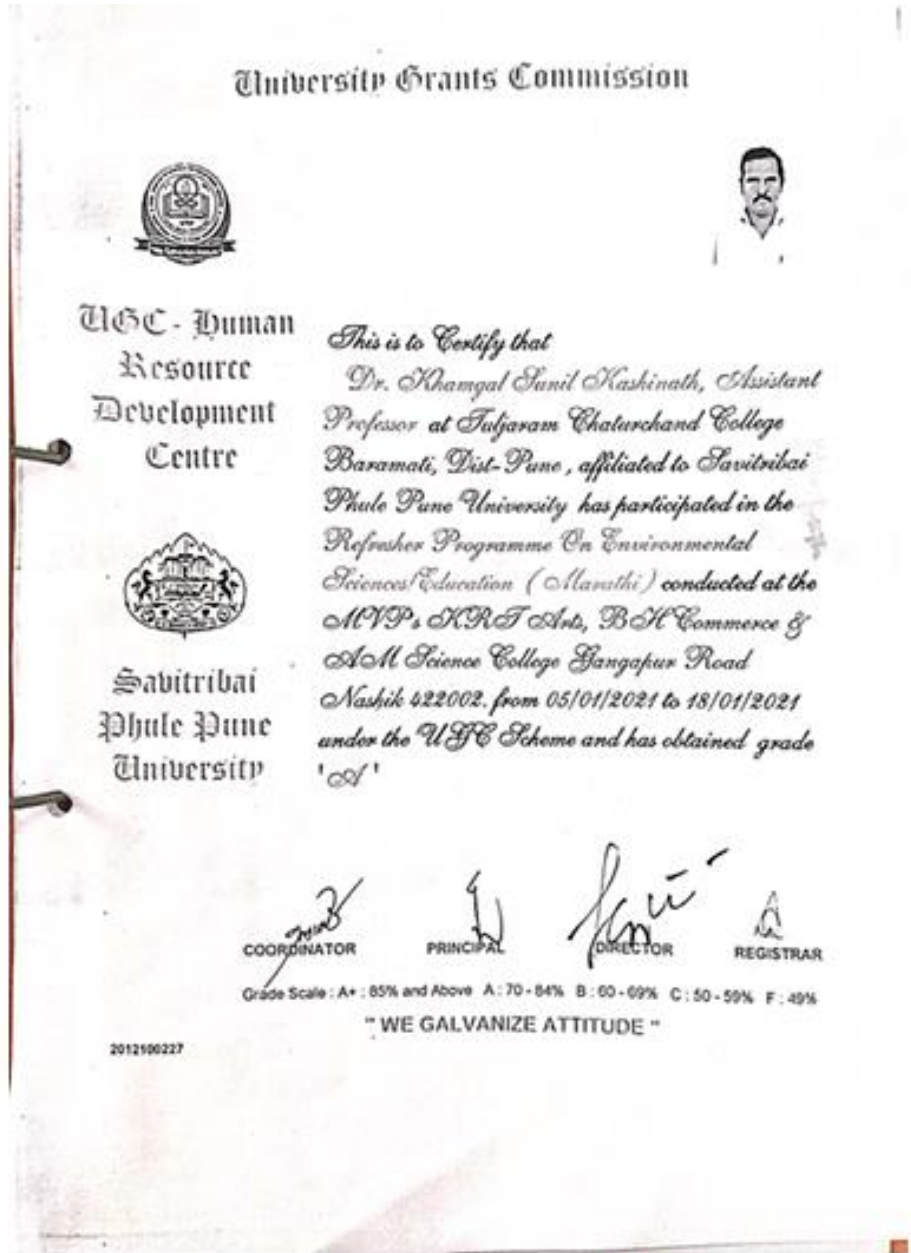 University Grants Commission
UGC - Human
Resource
Development
Centre
Savitribai
Phule Pune
University
This is to Certify that
Dr. Khamgal Sunil Kashinath, Assistant
Professor at Tuljaram Chaturchand College
Baramati, Dist-Pune, affiliated to Savitribai
Phule Pune University has participated in the
Refresher Programme On Environmental
Sciences/Education (Marathi) conducted at the
MVP's KRT Arts, BH Commerce &
AM Science College Gangapur Road
Nashik 422002. from 05/01/2021 to 18/01/2021
under the UGC Scheme and has obtained grade
'A'
COORDINATOR PRINCIPAL DIRECTOR REGISTRAR
Grade Scale : A+ : 85% and Above A : 70 - 84% B : 60 - 69% C : 50 - 59% F : 49%
" WE GALVANIZE ATTITUDE "
2012100227